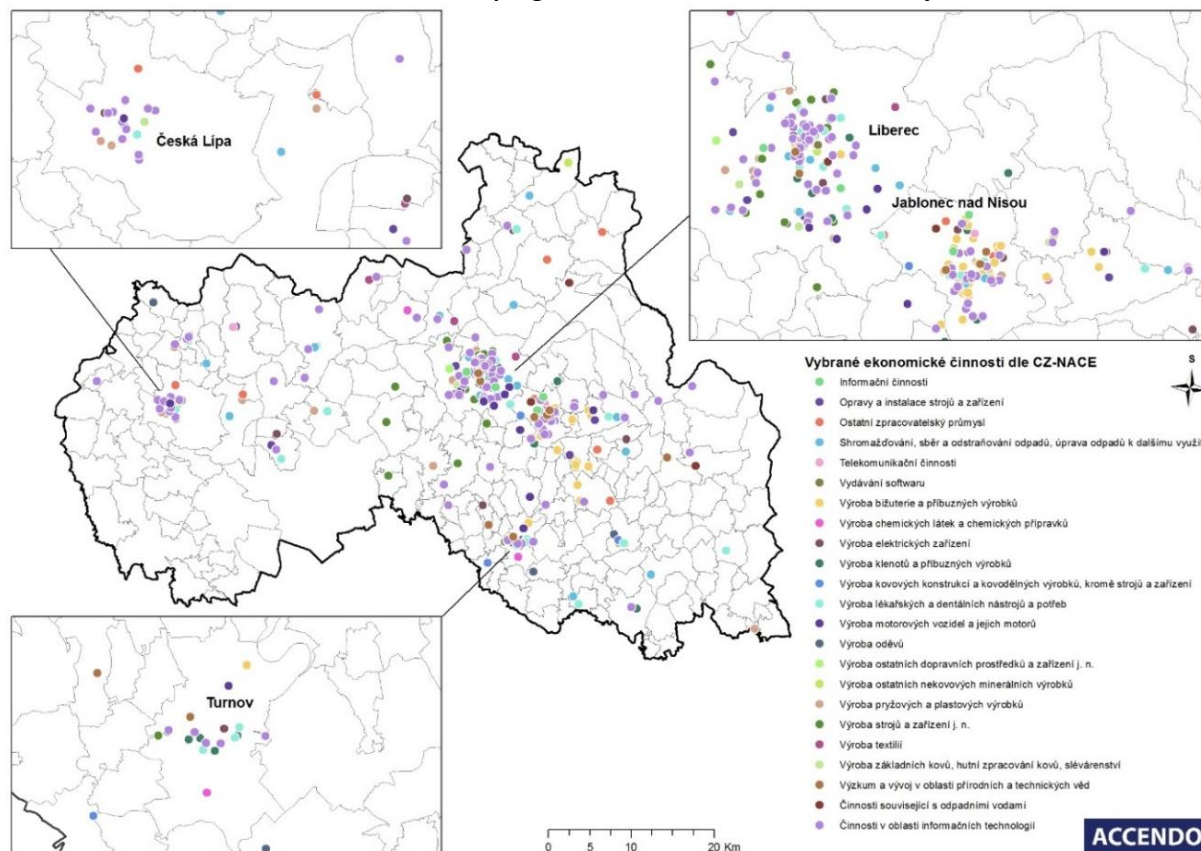 Česká Lípa
Liberec
Jablonec nad Nisou
Turnov
Vybrané ekonomické činnosti dle CZ-NACE
S
Informační činnosti
Opravy a instalace strojů a zařízení
Ostatní zpracovatelský průmysl
Shromažďování, sběr a odstraňování odpadů, úprava odpadů k dalšímu využi
Telekomunikační činnosti
Vydávání softwaru
Výroba bižuterie a příbuzných výrobků
Výroba chemických látek a chemických přípravků
Výroba elektrických zařízení
Výroba klenotů a příbuzných výrobků
Výroba kovových konstrukcí a kovodělných výrobků, kromě strojů a zařízení
Výroba lékařských a dentálních nástrojů a potřeb
Výroba motorových vozidel a jejich motorů
Výroba oděvů
Výroba ostatních dopravních prostředků a zařízení j. n.
Výroba ostatních nekovových minerálních výrobků
Výroba pryžových a plastových výrobků
Výroba strojů a zařízení j. n.
Výroba textilií
Výroba základních kovů, hutní zpracování kovů, slévárenství
Výzkum a vývoj v oblasti přírodních a technických věd
Činnosti související s odpadními vodami
Činnosti v oblasti informačních technologií
0 5 10 20 Km
ACCENDO